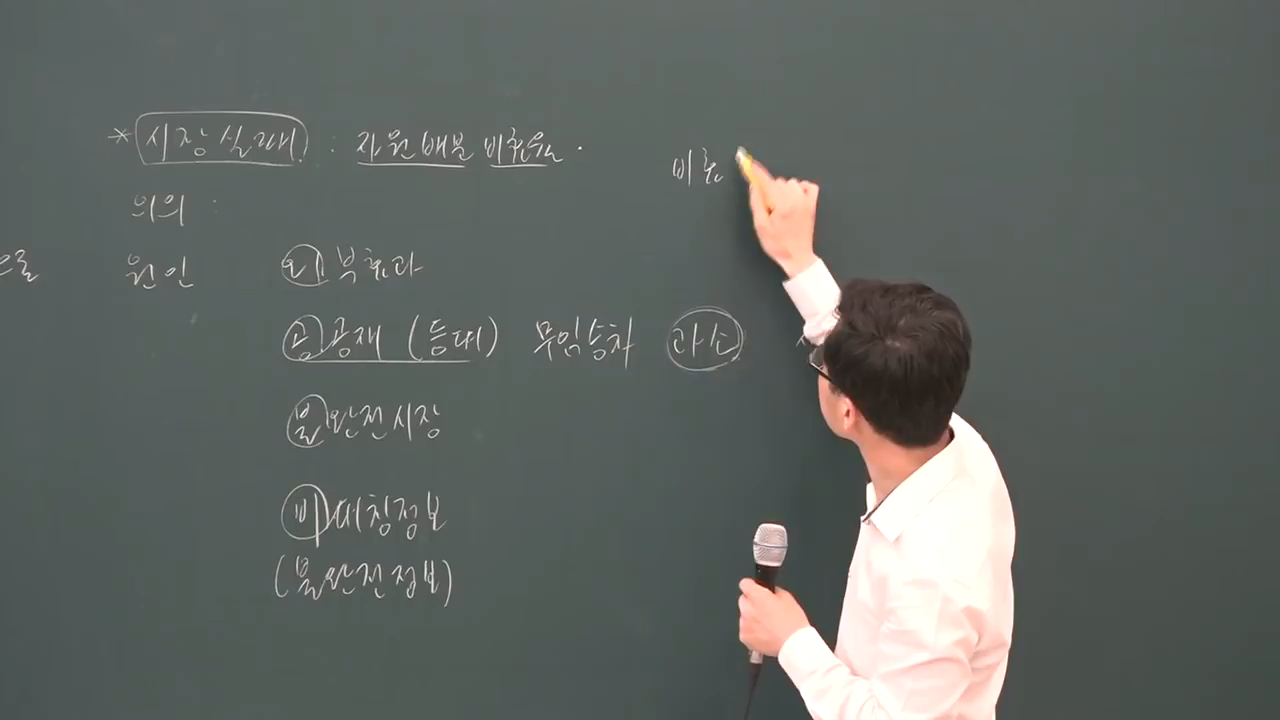 * 시장실패 : 자원배분 비효율.
의의 :
원인 외부효과
공공재 (등대) 무임승차 과소
불완전시장
비대칭정보
(불완전정보)
비효